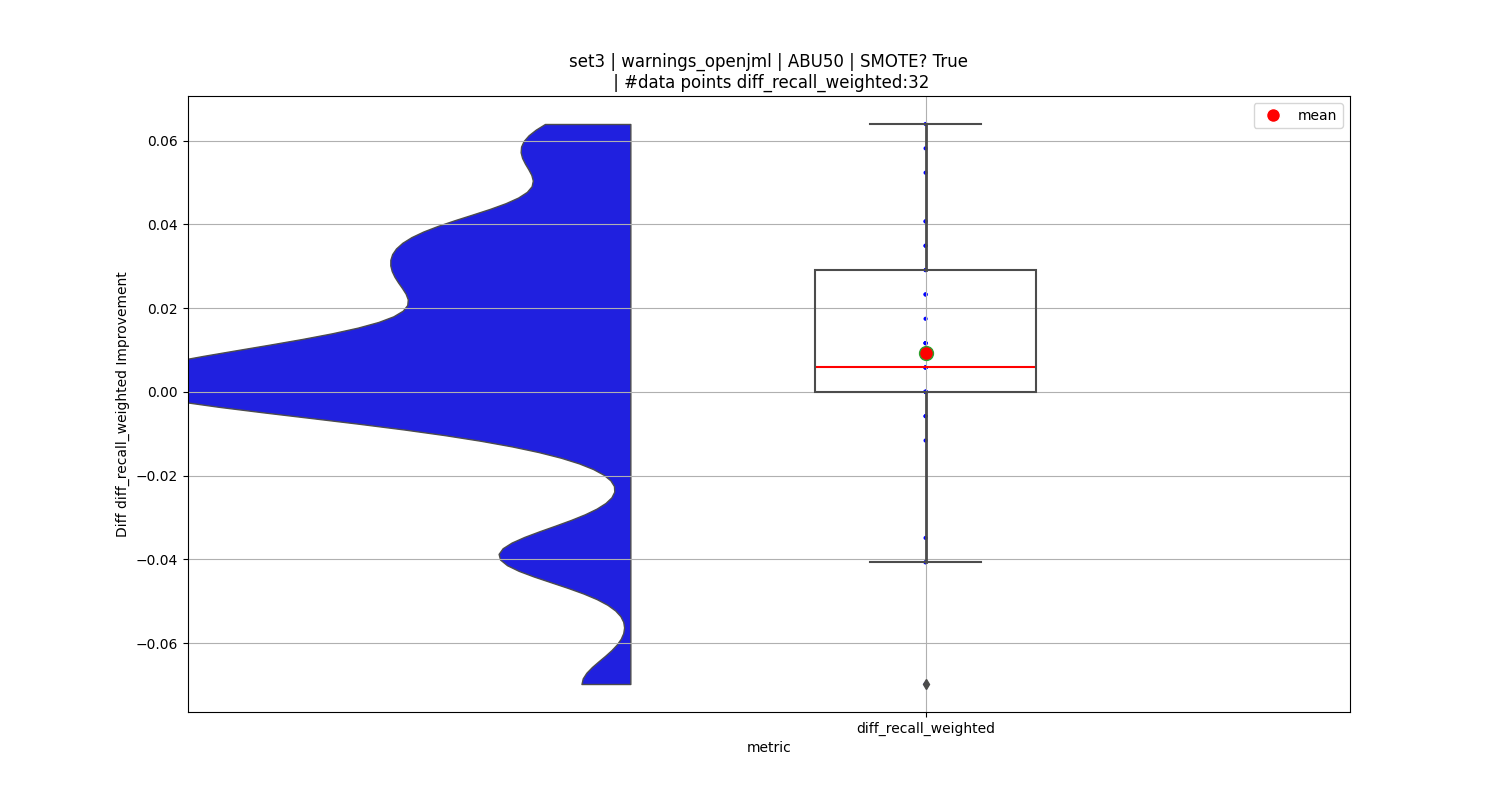 set3 | warnings_openjml | ABU50 | SMOTE? True
| #data points diff_recall_weighted:32
mean
0.06
0.04
0.02
0.00
−0.02
−0.04
−0.06
Diff diff_recall_weighted Improvement
diff_recall_weighted
metric